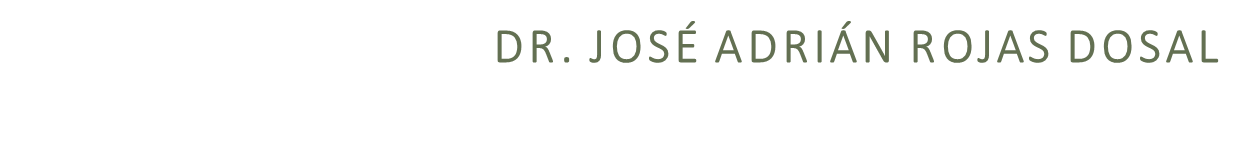 DR. JOSÉ ADRIÁN ROJAS DOSAL